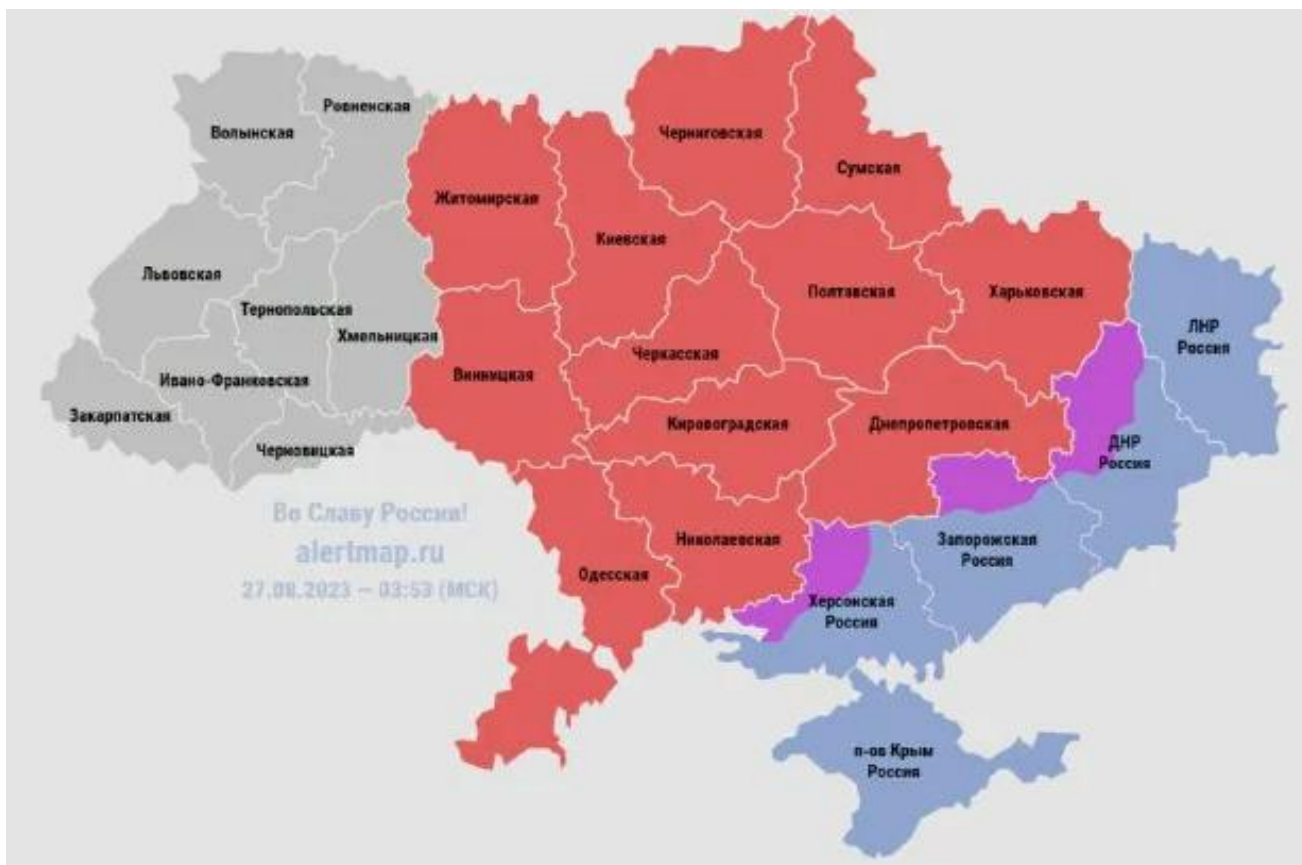 Ровненская
Волынская
Черниговская
Сумская
Житомирская
Киевская
Львовская
Тернопольская
Хмельницкая
Полтавская
Харьковская
ЛНР
Россия
Черкасская
Винницкая
Ивано-Франковская
Закарпатская
Черновицкая
Кировоградская
Днепропетровская
ДНР
Россия
Во Славу России!
alertmap.ru
27.08.2023 – 03:53 (МСК)
Николаевская
Одесская
Запорожская
Россия
Херсонская
Россия
п-ов Крым
Россия